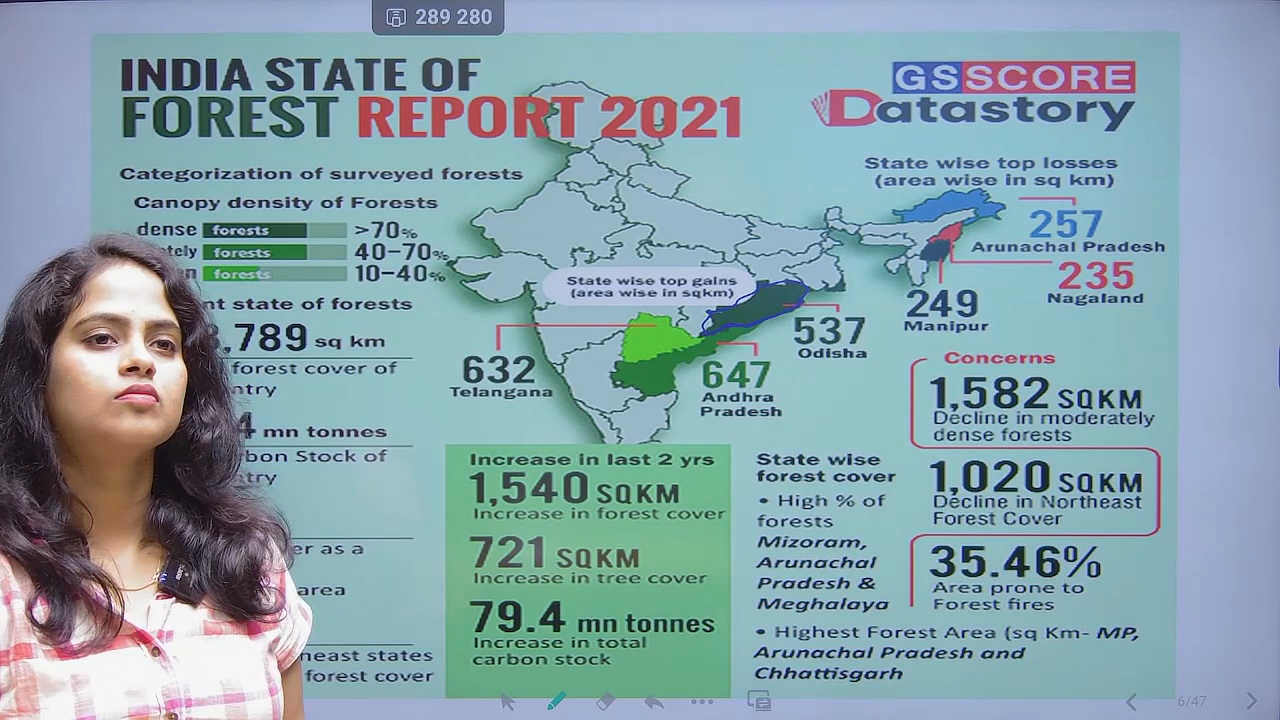 289 280
INDIA STATE OF
FOREST REPORT 2021
GSSCORE
Datastory
Categorization of surveyed forests
Canopy density of Forests
dense forests >70%
forests 40-70%
forests 10-40%
State wise top losses
(area wise in sq km)
257
Arunachal Pradesh
235
Nagaland
249
Manipur
State wise top gains
(area wise in sqkm)
632
Telangana
537
Odisha
647
Andhra
Pradesh
state of forests
,789 sq km
forest cover of
4 mn tonnes
Stock of
as a
area
states
forest cover
Increase in last 2 yrs
1,540 SQKM
Increase in forest cover
721 SQKM
Increase in tree cover
79.4 mn tonnes
Increase in total
carbon stock
State wise
forest cover
• High % of
forests
Mizoram,
Arunachal
Pradesh &
Meghalaya
• Highest Forest Area (sq Km- MP,
Arunachal Pradesh and
Chhattisgarh
Concerns
1,582 SQKM
Decline in moderately
dense forests
1,020 SQKM
Decline in Northeast
Forest Cover
35.46%
Area prone to
Forest fires
6/47